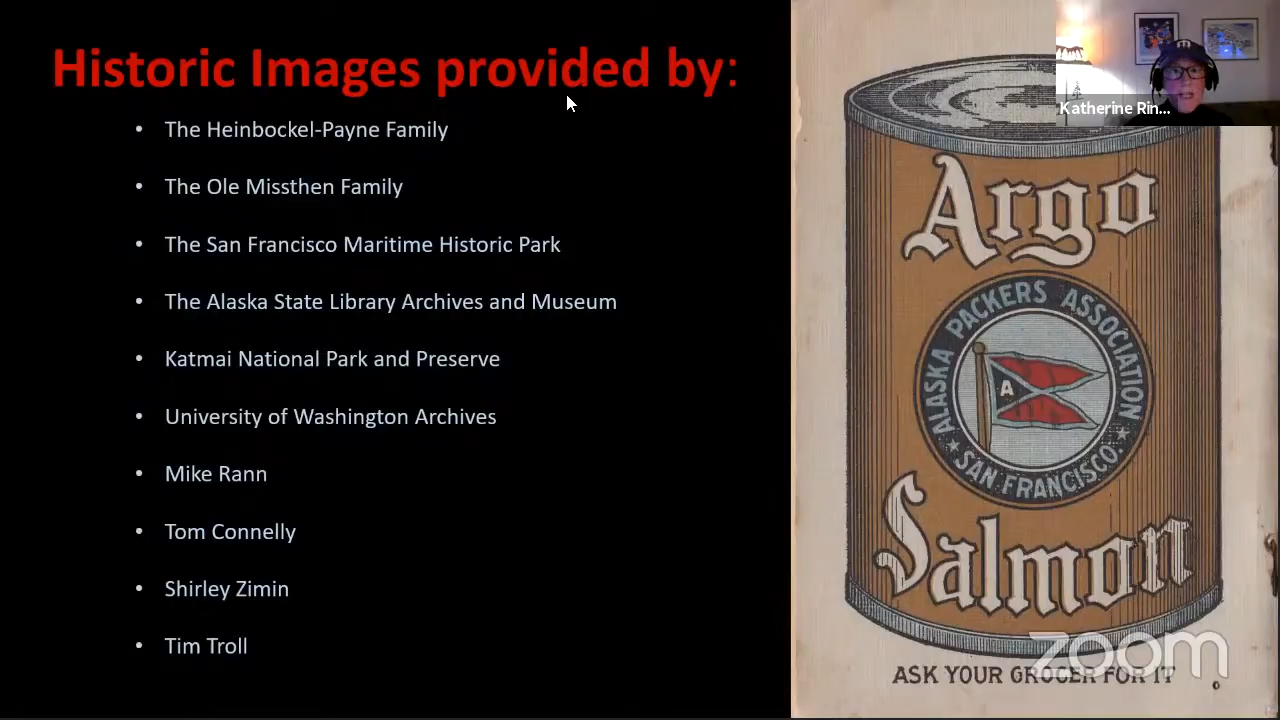 Historic Images provided by:
• The Heinbockel-Payne Family
• The Ole Missthen Family
• The San Francisco Maritime Historic Park
• The Alaska State Library Archives and Museum
• Katmai National Park and Preserve
• University of Washington Archives
• Mike Rann
• Tom Connelly
• Shirley Zimin
• Tim Troll
Katherine Rin...
Argo
ALASKA PACKERS ASSOCIATION
A
SAN FRANCISCO.
Salmon
zoom
ASK YOUR GROCER FOR IT